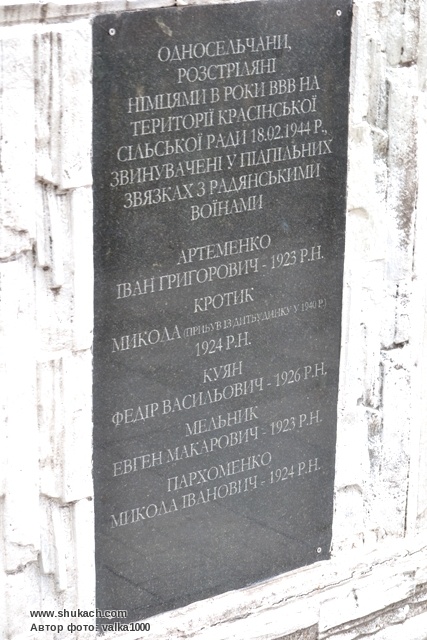 ОДНОСЕЛЬЧАНИ,
РОЗСТРІЛЯНІ
НІМЦЯМИ В РОКИ ВВВ НА
ТЕРИТОРІЇ КРАСІНСЬКОЇ
СІЛЬСЬКОЇ РАДИ 18.02.1944 Р.,
ЗВИНУВАЧЕНІ У ПІДПІЛЬНИХ
ЗВЯЗКАХ З РАДЯНСЬКИМИ
ВОЇНАМИ
АРТЕМЕНКО
ІВАН ГРИГОРОВИЧ - 1923 Р.Н.
КРОТИК
МИКОЛА (ПРИБУВ ІЗ ДИТБУДИНКУ У 1940 Р.)
1924 Р.Н.
КУЯН
ФЕДІР ВАСИЛЬОВИЧ - 1926 Р.Н.
МЕЛЬНИК
ЕВГЕН МАКАРОВИЧ - 1923 Р.Н.
ПАРХОМЕНКО
МИКОЛА ІВАНОВИЧ - 1924 Р.Н.
www.shukach.com
Автор фото: valka1000